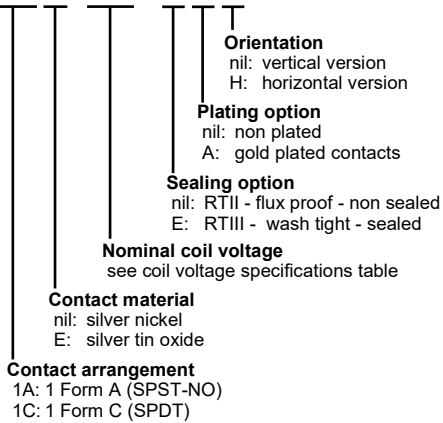 Orientation
nil: vertical version
H: horizontal version
Plating option
nil: non plated
A: gold plated contacts
Sealing option
nil: RTII - flux proof - non sealed
E: RTIII - wash tight - sealed
Nominal coil voltage
see coil voltage specifications table
Contact material
nil: silver nickel
E: silver tin oxide
Contact arrangement
1A: 1 Form A (SPST-NO)
1C: 1 Form C (SPDT)